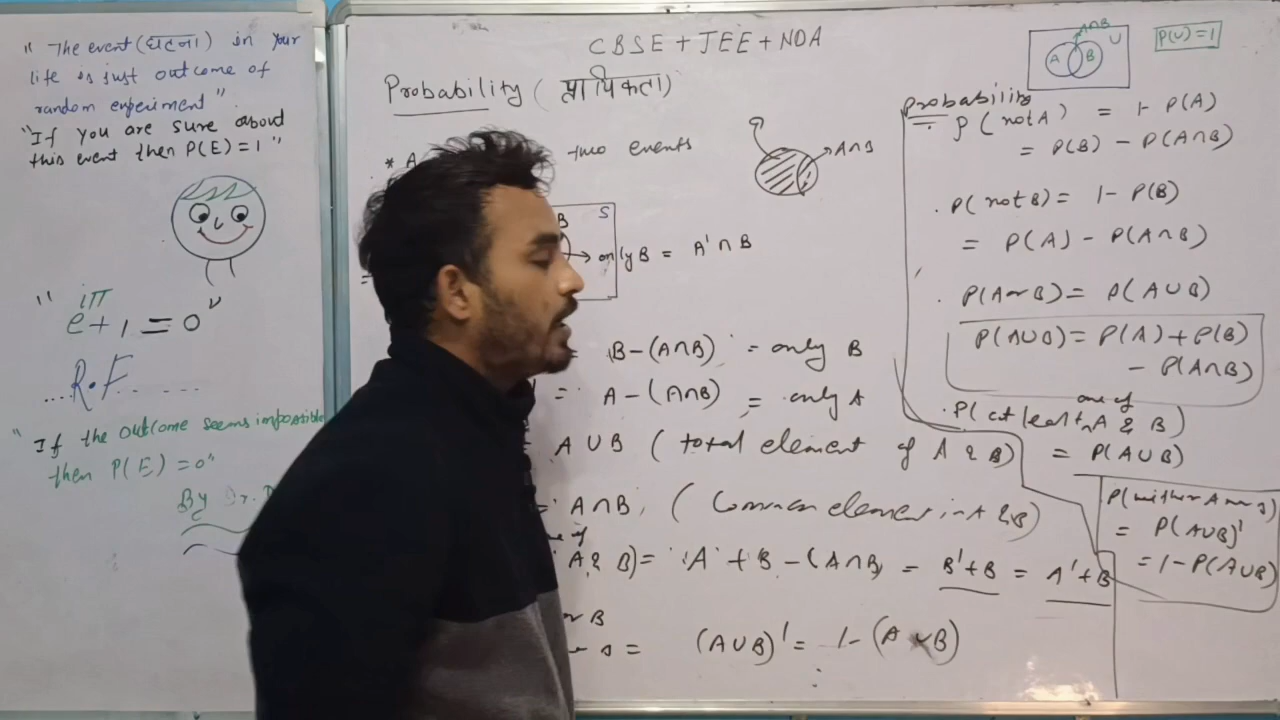 " The event (घटना) in your
life is just outcome of
random experiment".
"If you are sure about
this event then P(E) = 1 "
" e^iπ + 1 = 0 "
....R.F......
" If the outcome seems impossible
then P(E) = 0"
By
CBSE + JEE + NDA
Probability ( प्रायिकता)
* A
two events
A∩B
B
S
only B = A' ∩ B
= B - (A∩B) = only B
= A - (A∩B) = only A
A ∪ B ( total element of A & B)
= A∩B, ( Common element in A & B)
of
A & B) = A + B - (A∩B) = B' + B = A' + B
or B
= (A∪B)' = 1 - (A ∪ B)
A∩B
A
B
U
P(U) = 1
Probability
P( not A) = 1 - P(A)
= P(B) - P(A∩B)
. P( not B) = 1 - P(B)
= P(A) - P(A∩B)
. P(A or B) = P(A∪B)
P(A∪B) = P(A) + P(B)
- P(A∩B)
. P( at least one of A & B)
= P(A∪B)
P( neither A nor B)
= P(A∪B)'
= 1 - P(A∪B)